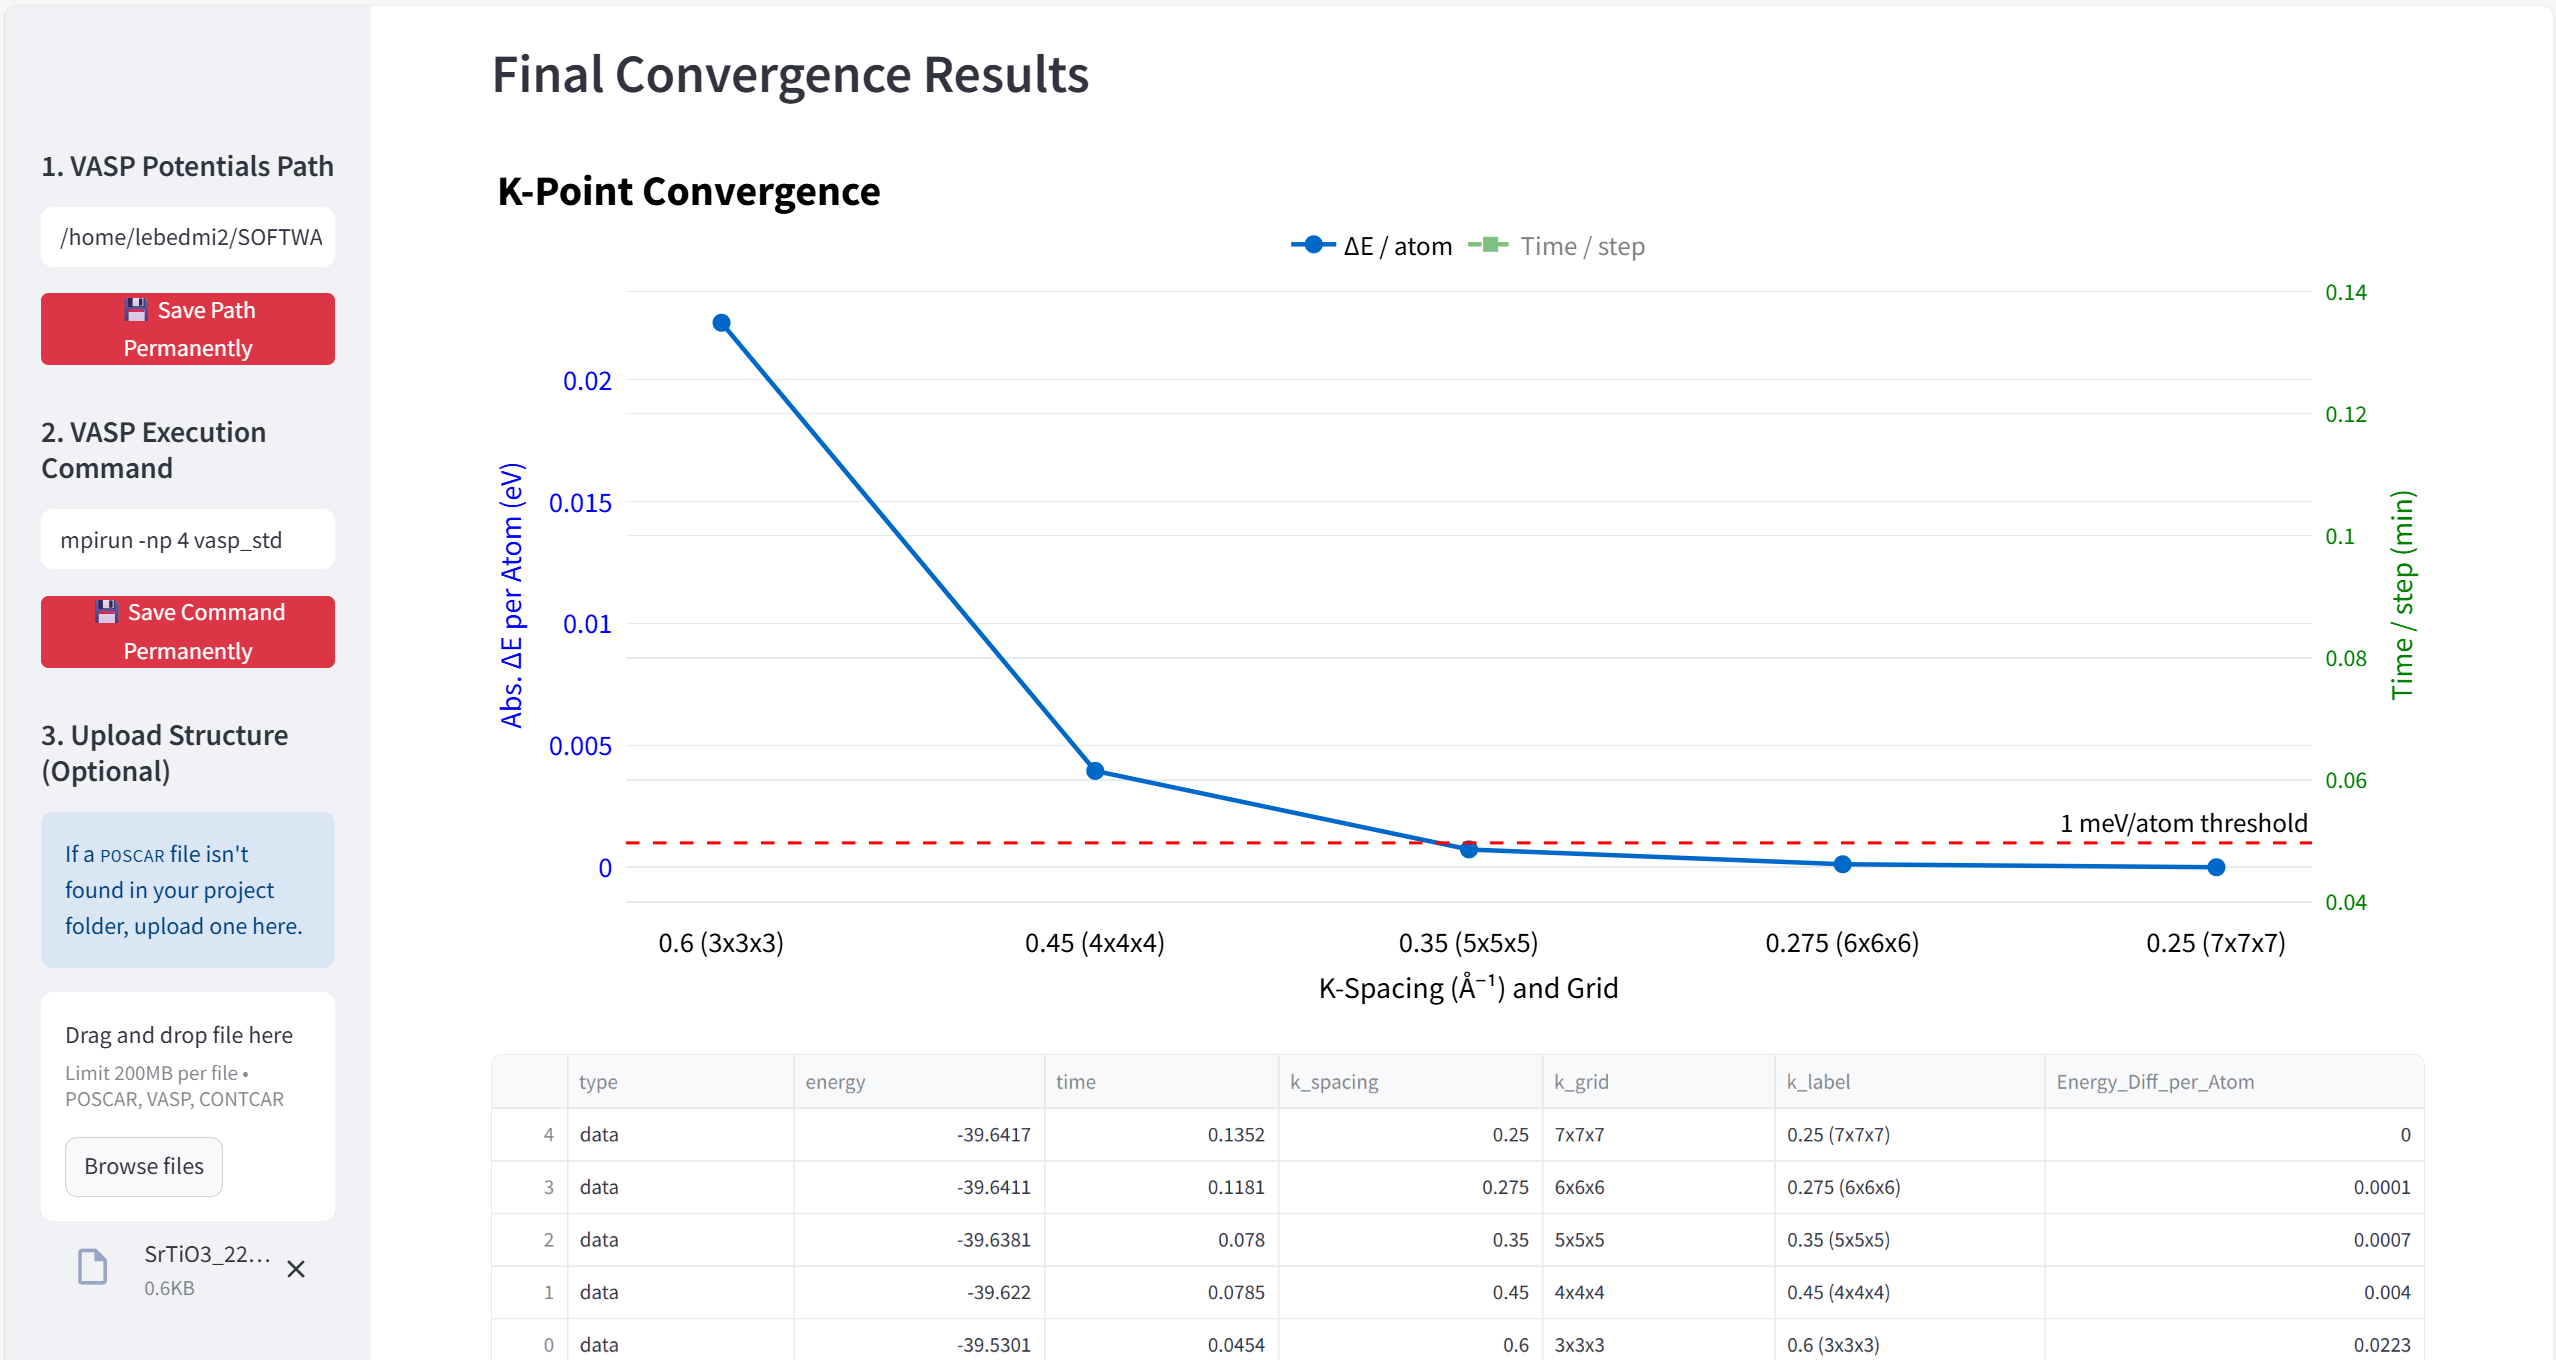 1. VASP Potentials Path
/home/lebedmi2/SOFTWA
💾 Save Path
Permanently
2. VASP Execution
Command
mpirun -np 4 vasp_std
💾 Save Command
Permanently
3. Upload Structure
(Optional)
If a POSCAR file isn't
found in your project
folder, upload one here.
Drag and drop file here
Limit 200MB per file •
POSCAR, VASP, CONTCAR
Browse files
SrTiO3_22...
0.6KB
Final Convergence Results
K-Point Convergence
ΔE / atom Time / step
Abs. ΔE per Atom (eV)
0.02
0.015
0.01
0.005
0
0.14
0.12
0.1
0.08
0.06
0.04
Time / step (min)
1 meV/atom threshold
0.6 (3x3x3) 0.45 (4x4x4) 0.35 (5x5x5) 0.275 (6x6x6) 0.25 (7x7x7)
K-Spacing (Å⁻¹) and Grid
type energy time k_spacing k_grid k_label Energy_Diff_per_Atom
4 data -39.6417 0.1352 0.25 7x7x7 0.25 (7x7x7) 0
3 data -39.6411 0.1181 0.275 6x6x6 0.275 (6x6x6) 0.0001
2 data -39.6381 0.078 0.35 5x5x5 0.35 (5x5x5) 0.0007
1 data -39.622 0.0785 0.45 4x4x4 0.45 (4x4x4) 0.004
0 data -39.5301 0.0454 0.6 3x3x3 0.6 (3x3x3) 0.0223